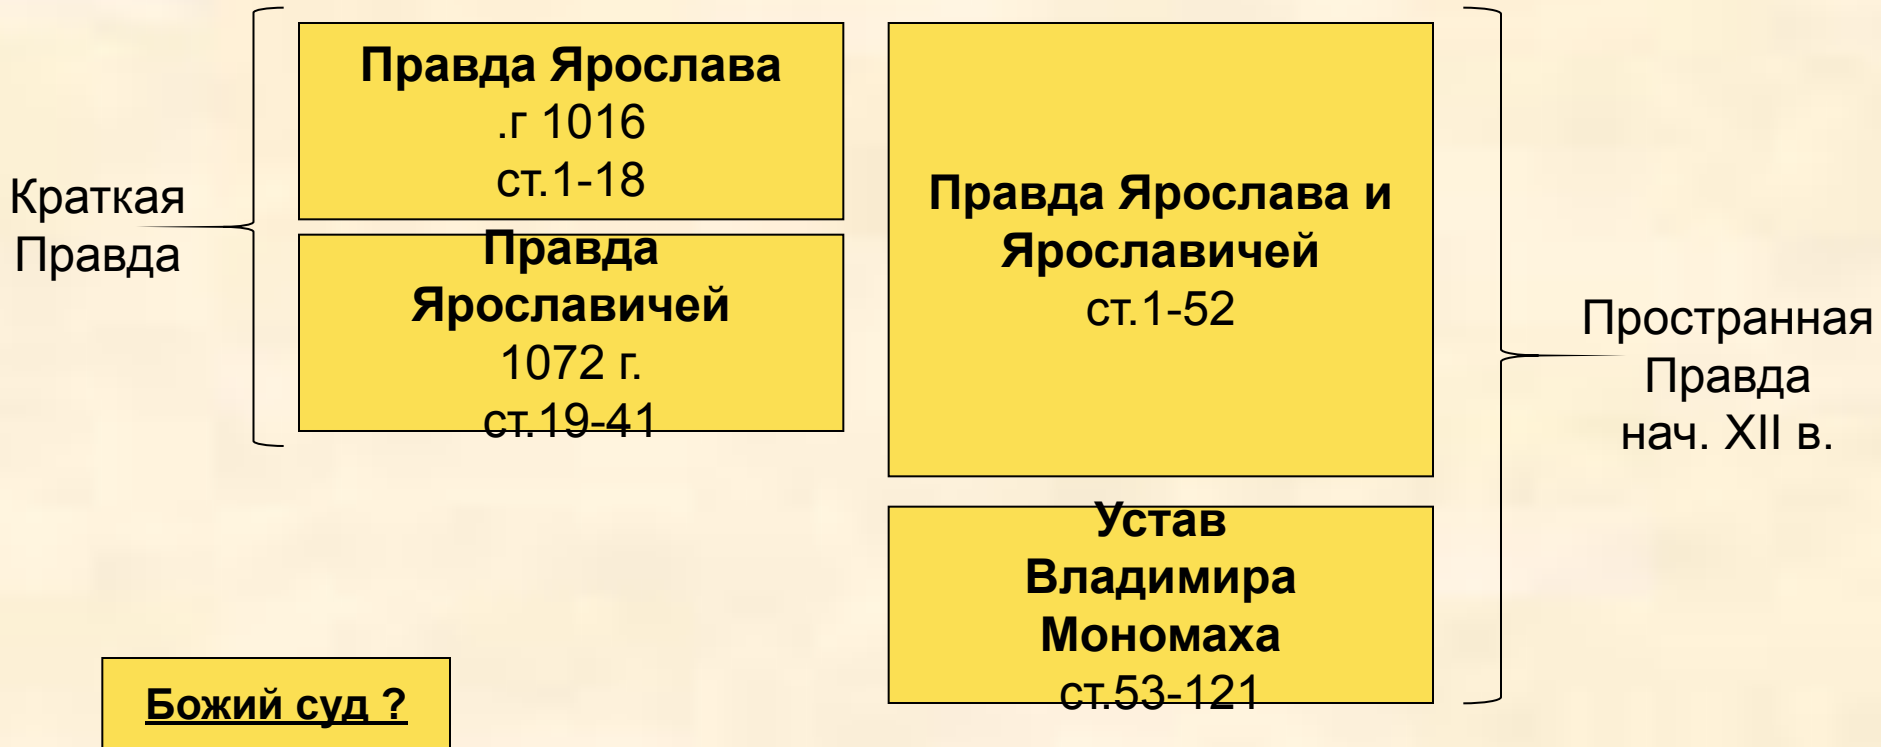 Краткая
Правда
Правда Ярослава
.г 1016
ст.1-18
Правда
Ярославичей
1072 г.
ст.19-41
Правда Ярослава и
Ярославичей
ст.1-52
Устав
Владимира
Мономаха
ст.53-121
Пространная
Правда
нач. XII в.
Божий суд ?